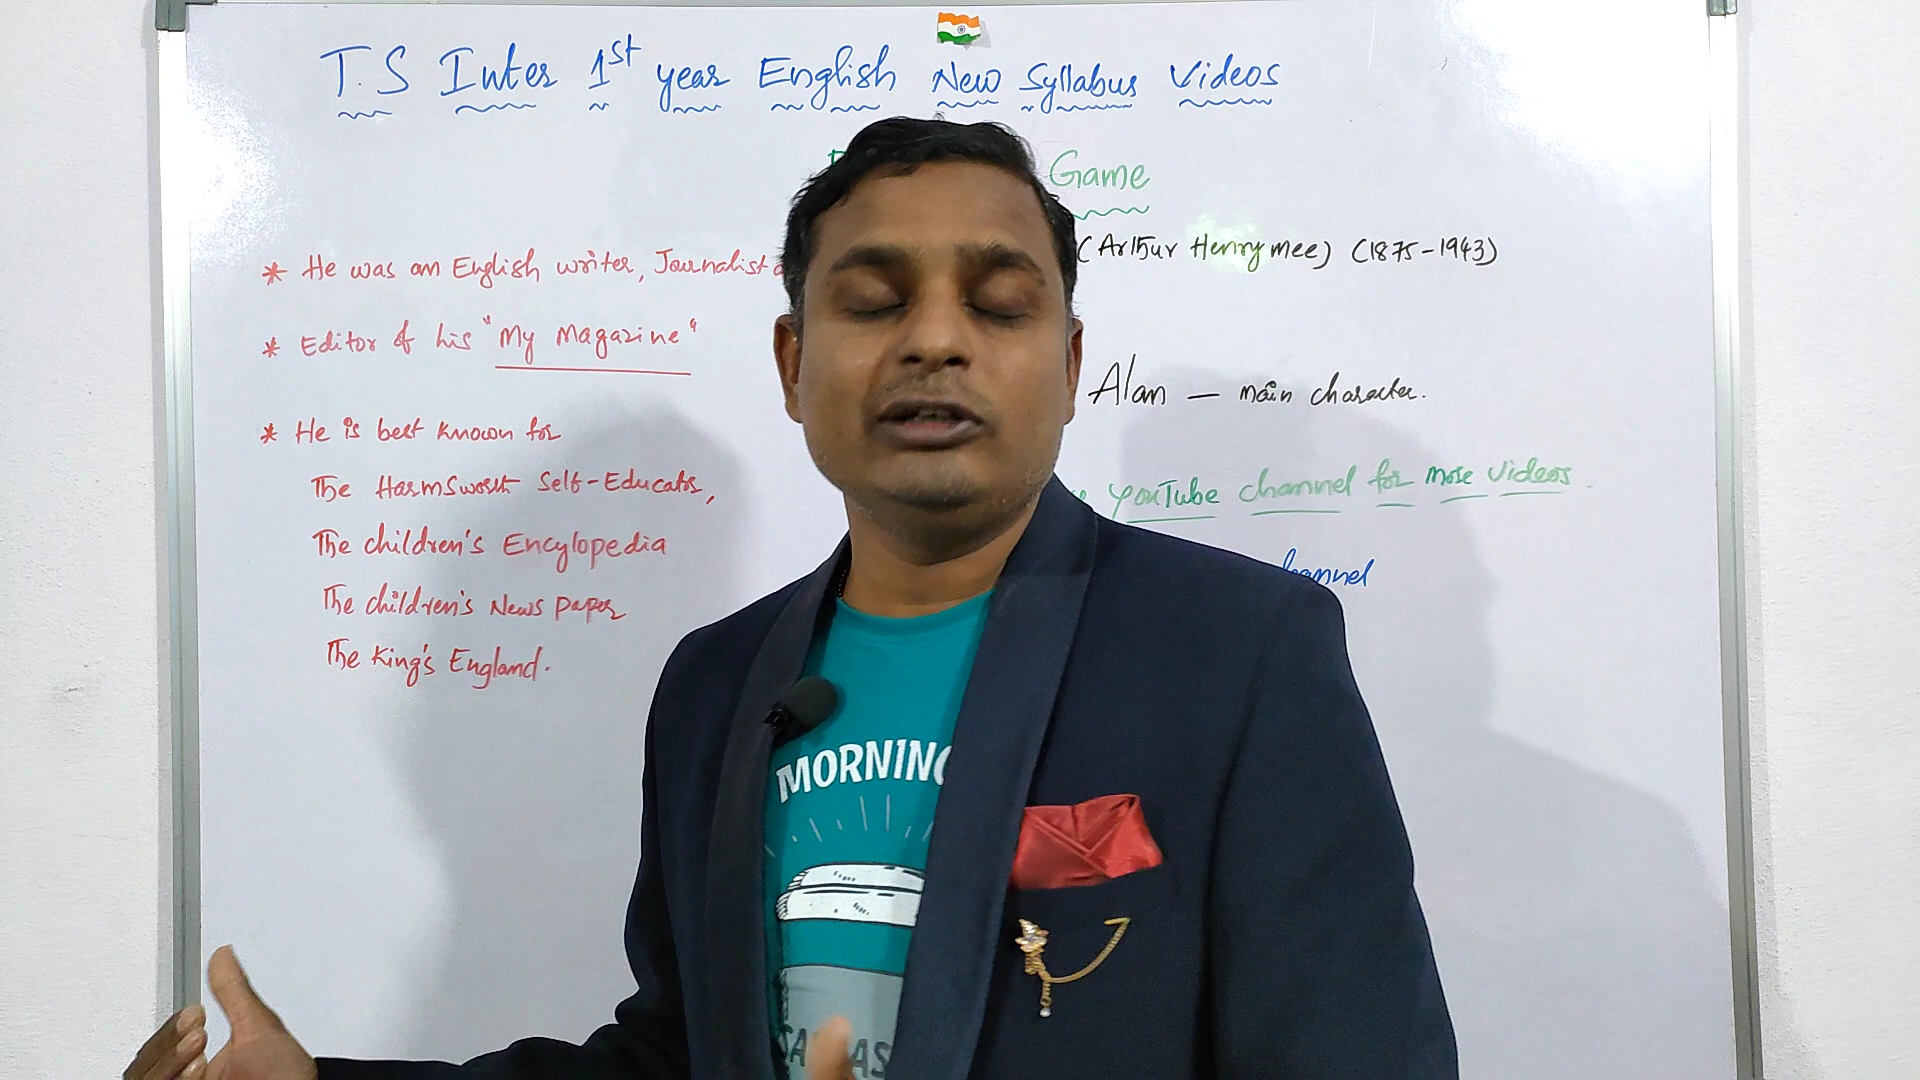 T.S Inter 1st year English New Syllabus Videos
Game
(Arthur Henry mee) (1875-1943)
* He was an English writer, Journalist
* Editor of his "My Magazine"
Alan — main character.
* He is best known for
The Harmsworth Self-Educator,
YouTube channel for more videos
The children's Encylopedia
The children's News paper
The King's England.
MORNING